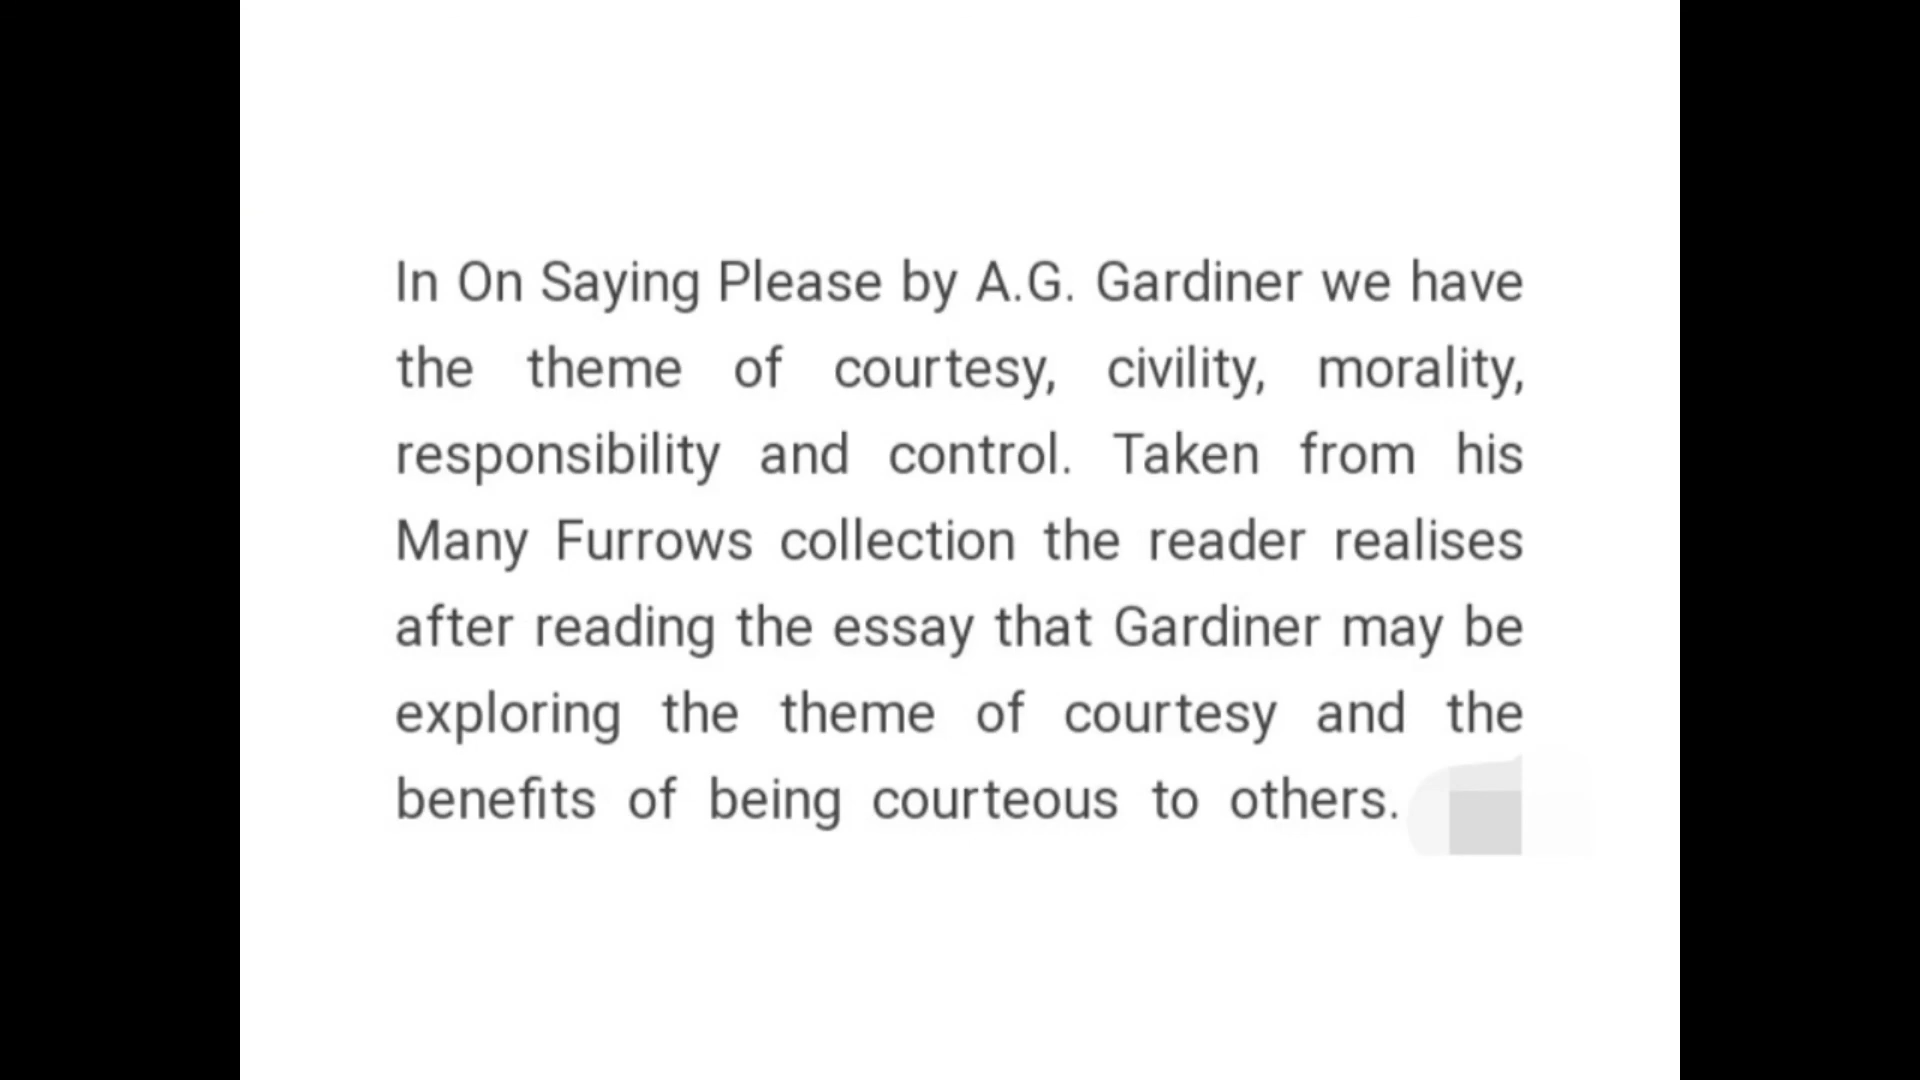 In On Saying Please by A.G. Gardiner we have
the theme of courtesy, civility, morality,
responsibility and control. Taken from his
Many Furrows collection the reader realises
after reading the essay that Gardiner may be
exploring the theme of courtesy and the
benefits of being courteous to others.